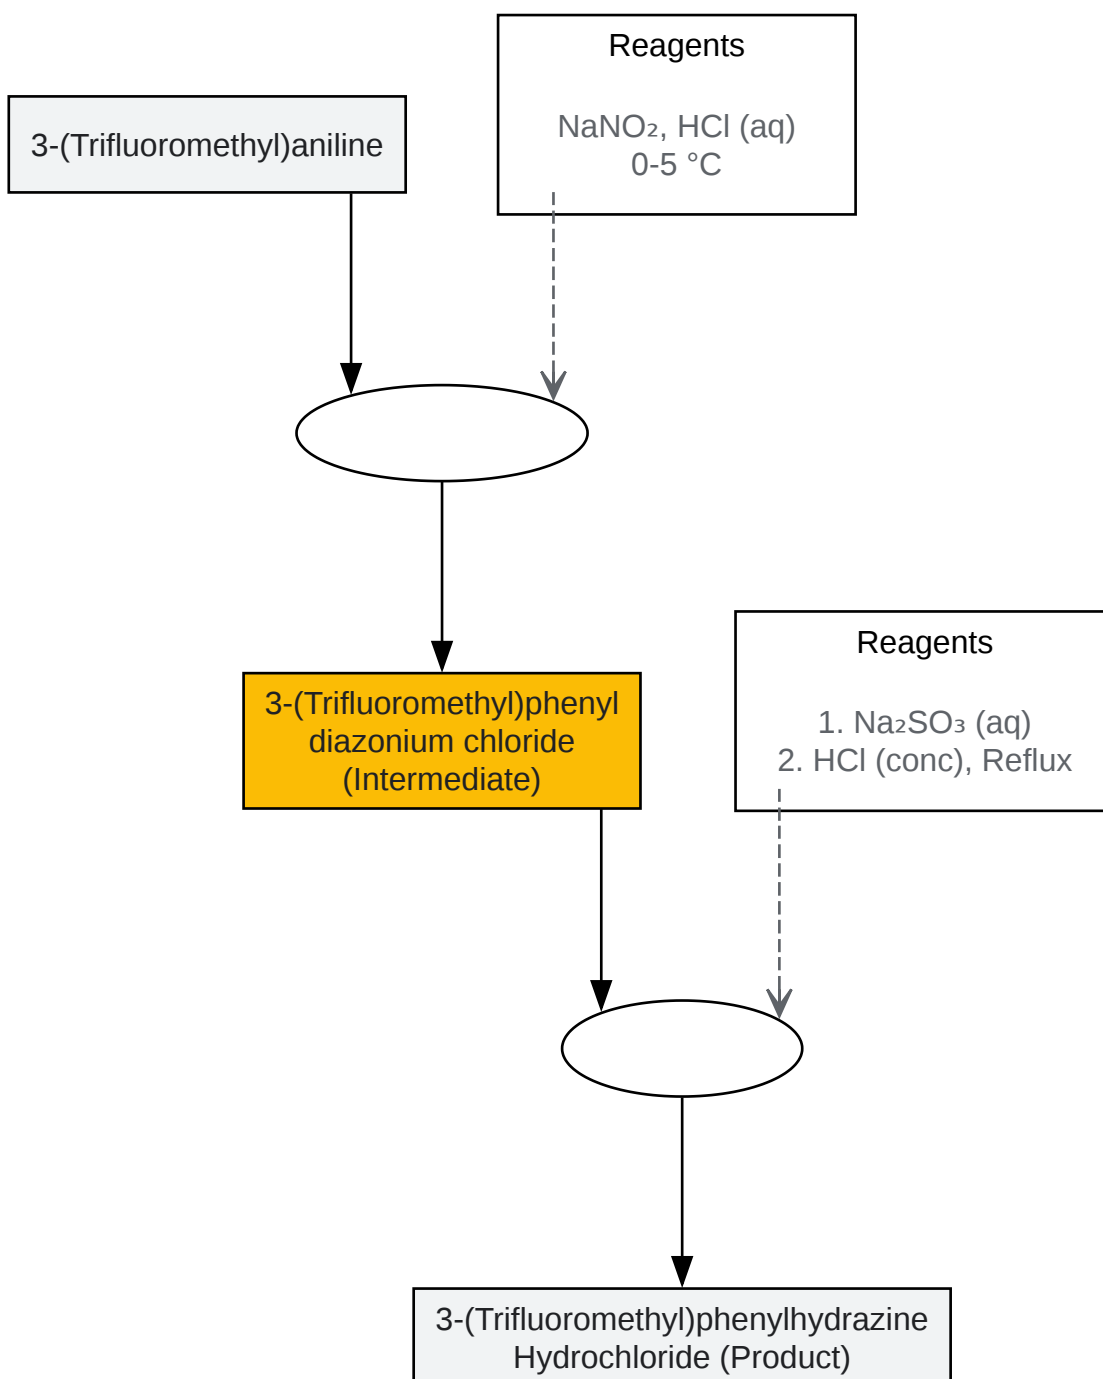 Reagents
NaNO₂, HCl (aq)
0-5 °C
3-(Trifluoromethyl)aniline
3-(Trifluoromethyl)phenyl
diazonium chloride
(Intermediate)
Reagents
1. Na₂SO₃ (aq)
2. HCl (conc), Reflux
3-(Trifluoromethyl)phenylhydrazine
Hydrochloride (Product)